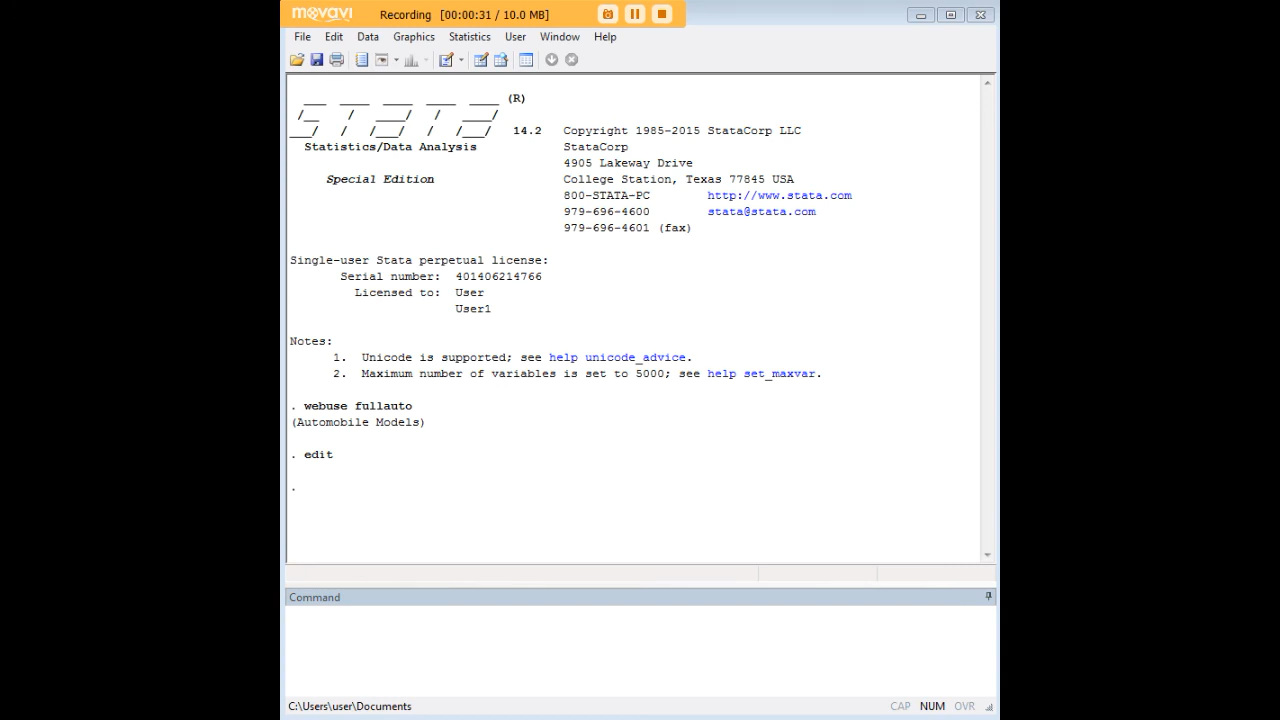 movavi Recording [00:00:31 / 10.0 MB]
File Edit Data Graphics Statistics User Window Help
(R)
14.2 Copyright 1985-2015 StataCorp LLC
Statistics/Data Analysis StataCorp
4905 Lakeway Drive
Special Edition College Station, Texas 77845 USA
800-STATA-PC http://www.stata.com
979-696-4600 stata@stata.com
979-696-4601 (fax)
Single-user Stata perpetual license:
Serial number: 401406214766
Licensed to: User
User1
Notes:
1. Unicode is supported; see help unicode_advice.
2. Maximum number of variables is set to 5000; see help set_maxvar.
. webuse fullauto
(Automobile Models)
. edit
.
Command
C:\Users\user\Documents CAP NUM OVR